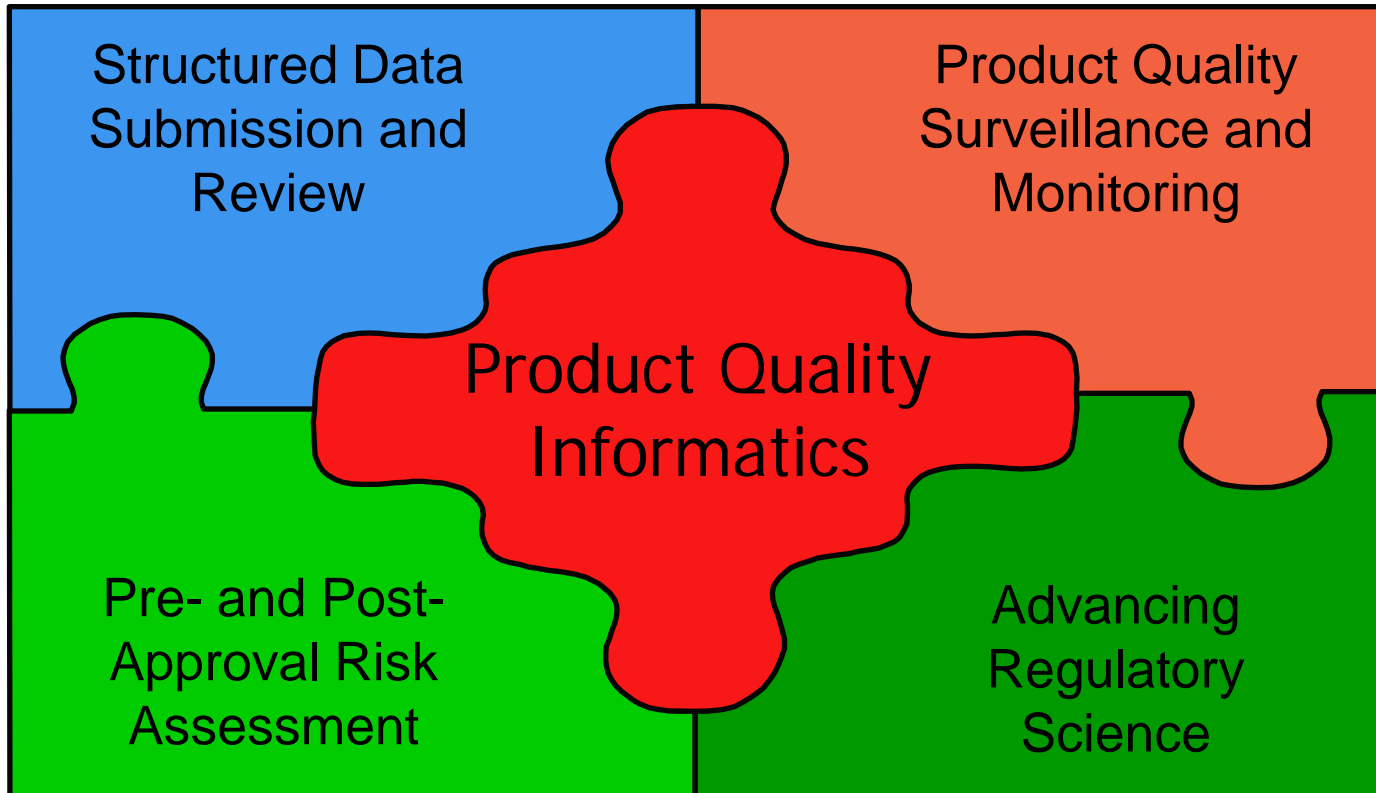 Structured Data
Submission and
Review
Product Quality
Surveillance and
Monitoring
Product Quality
Informatics
Pre- and Post-
Approval Risk
Assessment
Advancing
Regulatory
Science